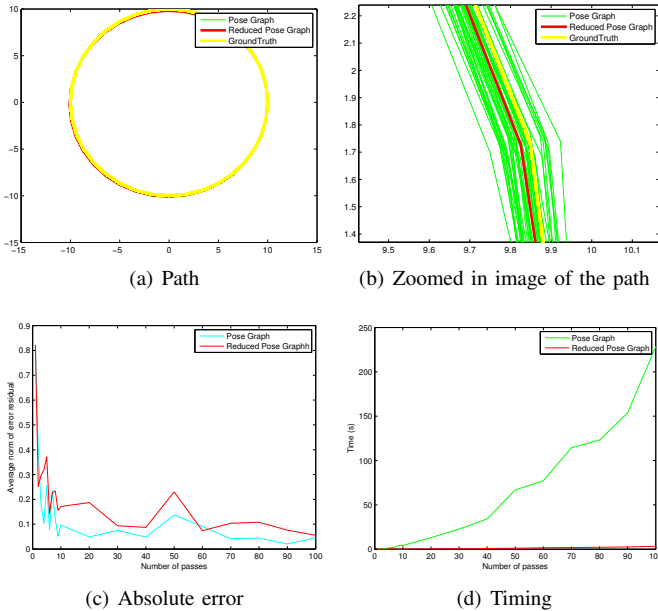 10
5
0
−5
−10
−15
−15 −10 −5 0 5 10 15
Pose Graph
Reduced Pose Graph
GroundTruth
(a) Path
2.2
2.1
2
1.9
1.8
1.7
1.6
1.5
1.4
9.5 9.6 9.7 9.8 9.9 10 10.1
Pose Graph
Reduced Pose Graph
GroundTruth
(b) Zoomed in image of the path
0.9
0.8
0.7
0.6
0.5
0.4
0.3
0.2
0.1
0
0 10 20 30 40 50 60 70 80 90 100
Average norm of error residual
Number of passes
Pose Graph
Reduced Pose Graphh
(c) Absolute error
250
200
150
100
50
0
0 10 20 30 40 50 60 70 80 90 100
Time (s)
Number of passes
Pose Graph
Reduced Pose Graph
(d) Timing